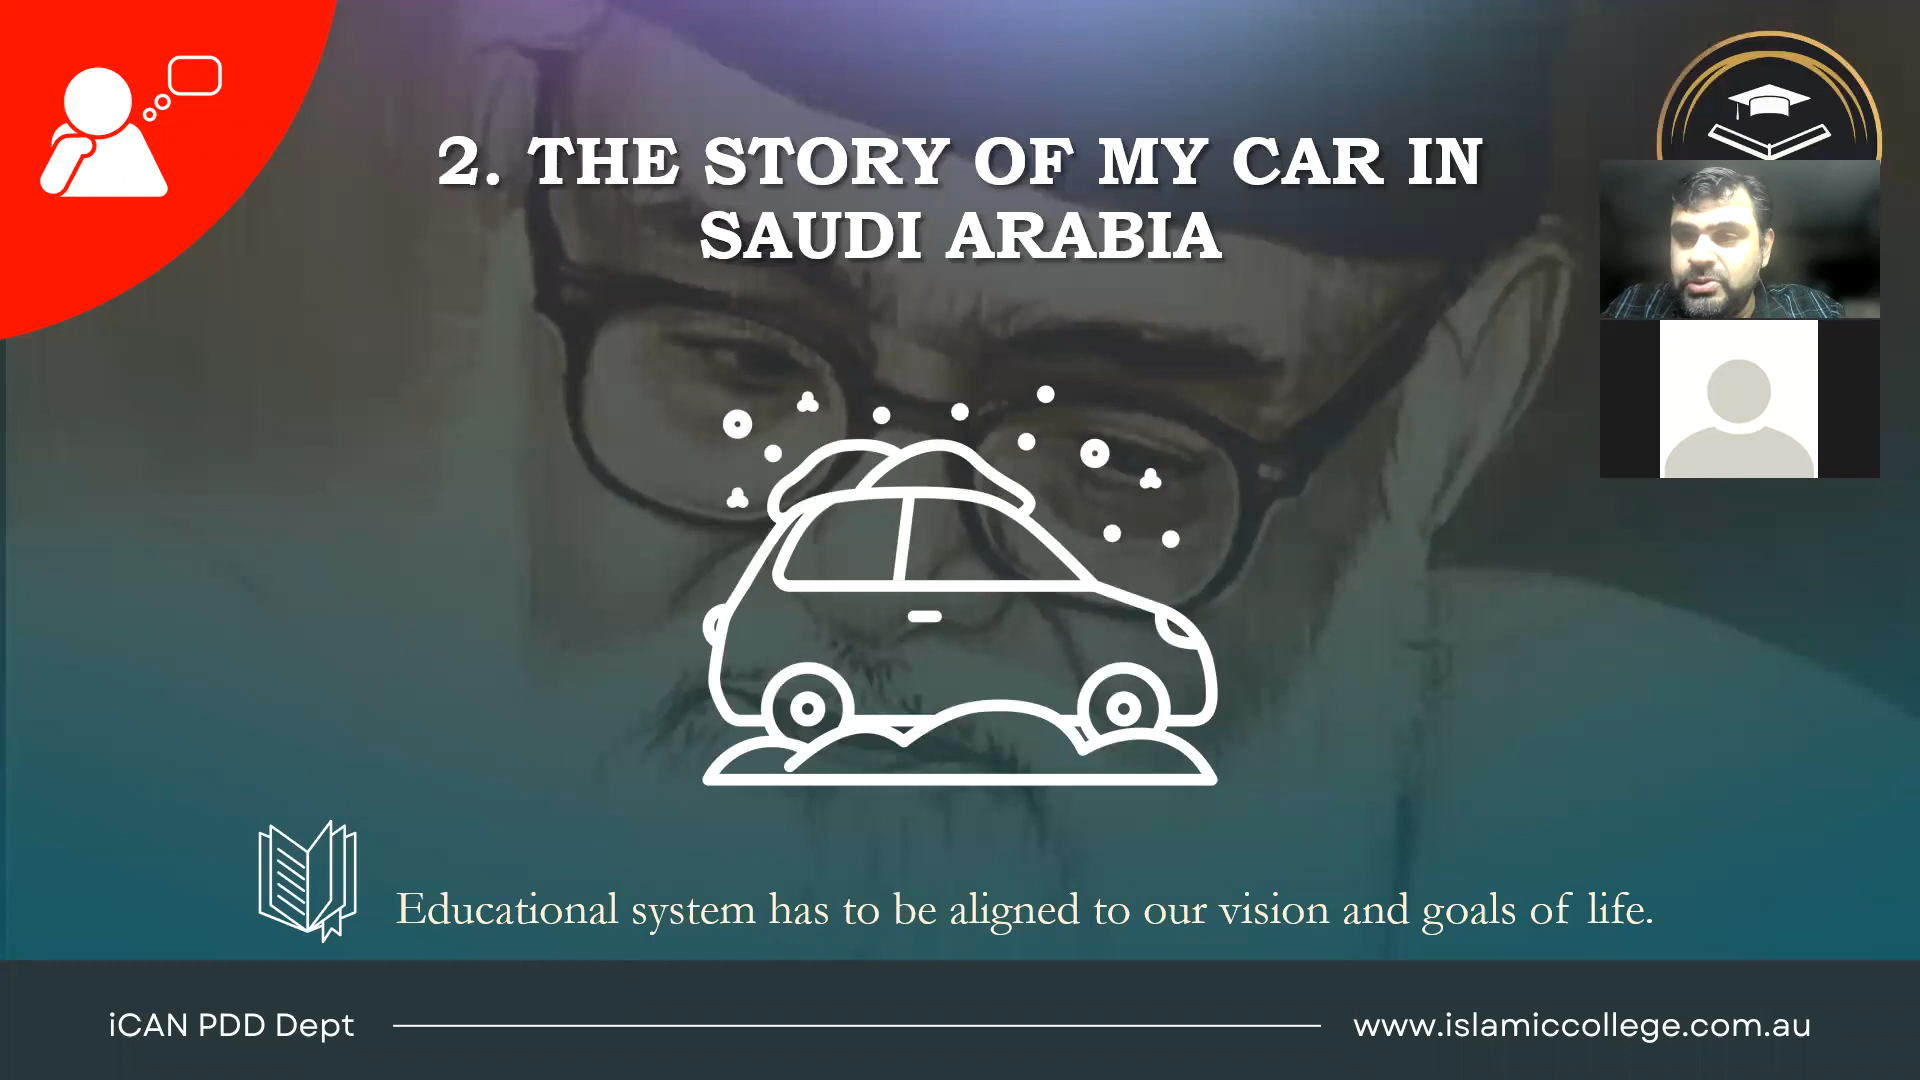 2. THE STORY OF MY CAR IN
SAUDI ARABIA
Educational system has to be aligned to our vision and goals of life.
iCAN PDD Dept
www.islamiccollege.com.au